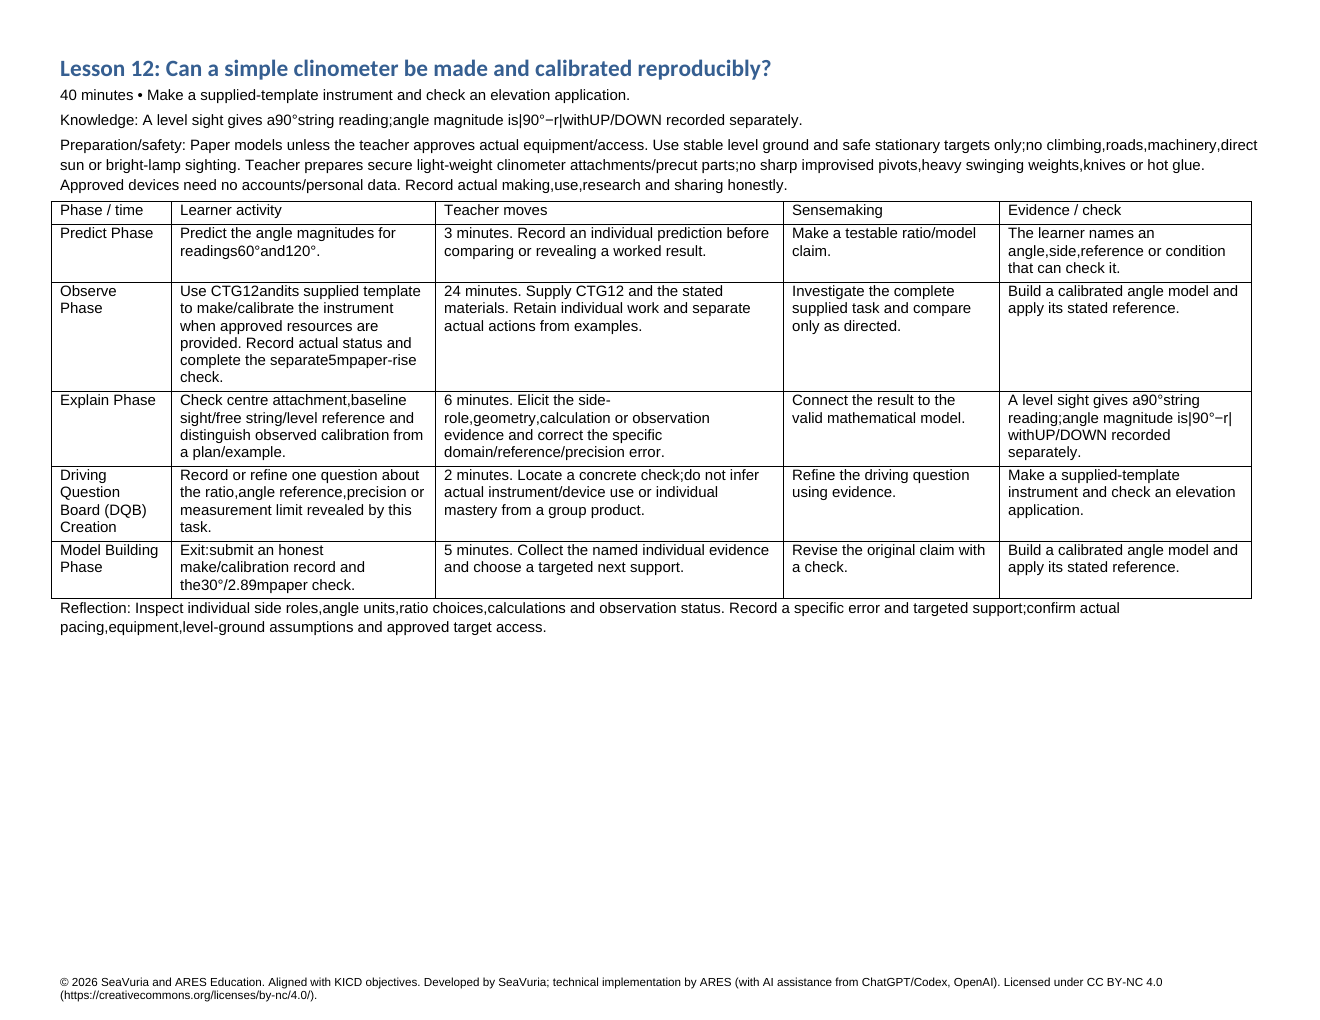 Lesson 12: Can a simple clinometer be made and calibrated reproducibly?
40 minutes • Make a supplied-template instrument and check an elevation application.
Knowledge: A level sight gives a90°string reading;angle magnitude is|90°−r|withUP/DOWN recorded separately.
Preparation/safety: Paper models unless the teacher approves actual equipment/access. Use stable level ground and safe stationary targets only;no climbing,roads,machinery,direct
sun or bright-lamp sighting. Teacher prepares secure light-weight clinometer attachments/precut parts;no sharp improvised pivots,heavy swinging weights,knives or hot glue.
Approved devices need no accounts/personal data. Record actual making,use,research and sharing honestly.
Phase / time
Learner activity
Teacher moves
Sensemaking
Evidence / check
Predict Phase
Predict the angle magnitudes for
readings60°and120°.
3 minutes. Record an individual prediction before
comparing or revealing a worked result.
Make a testable ratio/model
claim.
The learner names an
angle,side,reference or condition
that can check it.
Observe
Phase
Use CTG12andits supplied template
to make/calibrate the instrument
when approved resources are
provided. Record actual status and
complete the separate5mpaper-rise
check.
24 minutes. Supply CTG12 and the stated
materials. Retain individual work and separate
actual actions from examples.
Investigate the complete
supplied task and compare
only as directed.
Build a calibrated angle model and
apply its stated reference.
Explain Phase
Check centre attachment,baseline
sight/free string/level reference and
distinguish observed calibration from
a plan/example.
6 minutes. Elicit the side-
role,geometry,calculation or observation
evidence and correct the specific
domain/reference/precision error.
Connect the result to the
valid mathematical model.
A level sight gives a90°string
reading;angle magnitude is|90°−r|
withUP/DOWN recorded
separately.
Driving
Question
Board (DQB)
Creation
Record or refine one question about
the ratio,angle reference,precision or
measurement limit revealed by this
task.
2 minutes. Locate a concrete check;do not infer
actual instrument/device use or individual
mastery from a group product.
Refine the driving question
using evidence.
Make a supplied-template
instrument and check an elevation
application.
Model Building
Phase
Exit:submit an honest
make/calibration record and
the30°/2.89mpaper check.
5 minutes. Collect the named individual evidence
and choose a targeted next support.
Revise the original claim with
a check.
Build a calibrated angle model and
apply its stated reference.
Reflection: Inspect individual side roles,angle units,ratio choices,calculations and observation status. Record a specific error and targeted support;confirm actual
pacing,equipment,level-ground assumptions and approved target access.
© 2026 SeaVuria and ARES Education. Aligned with KICD objectives. Developed by SeaVuria; technical implementation by ARES (with AI assistance from ChatGPT/Codex, OpenAI). Licensed under CC BY-NC 4.0
(https://creativecommons.org/licenses/by-nc/4.0/).